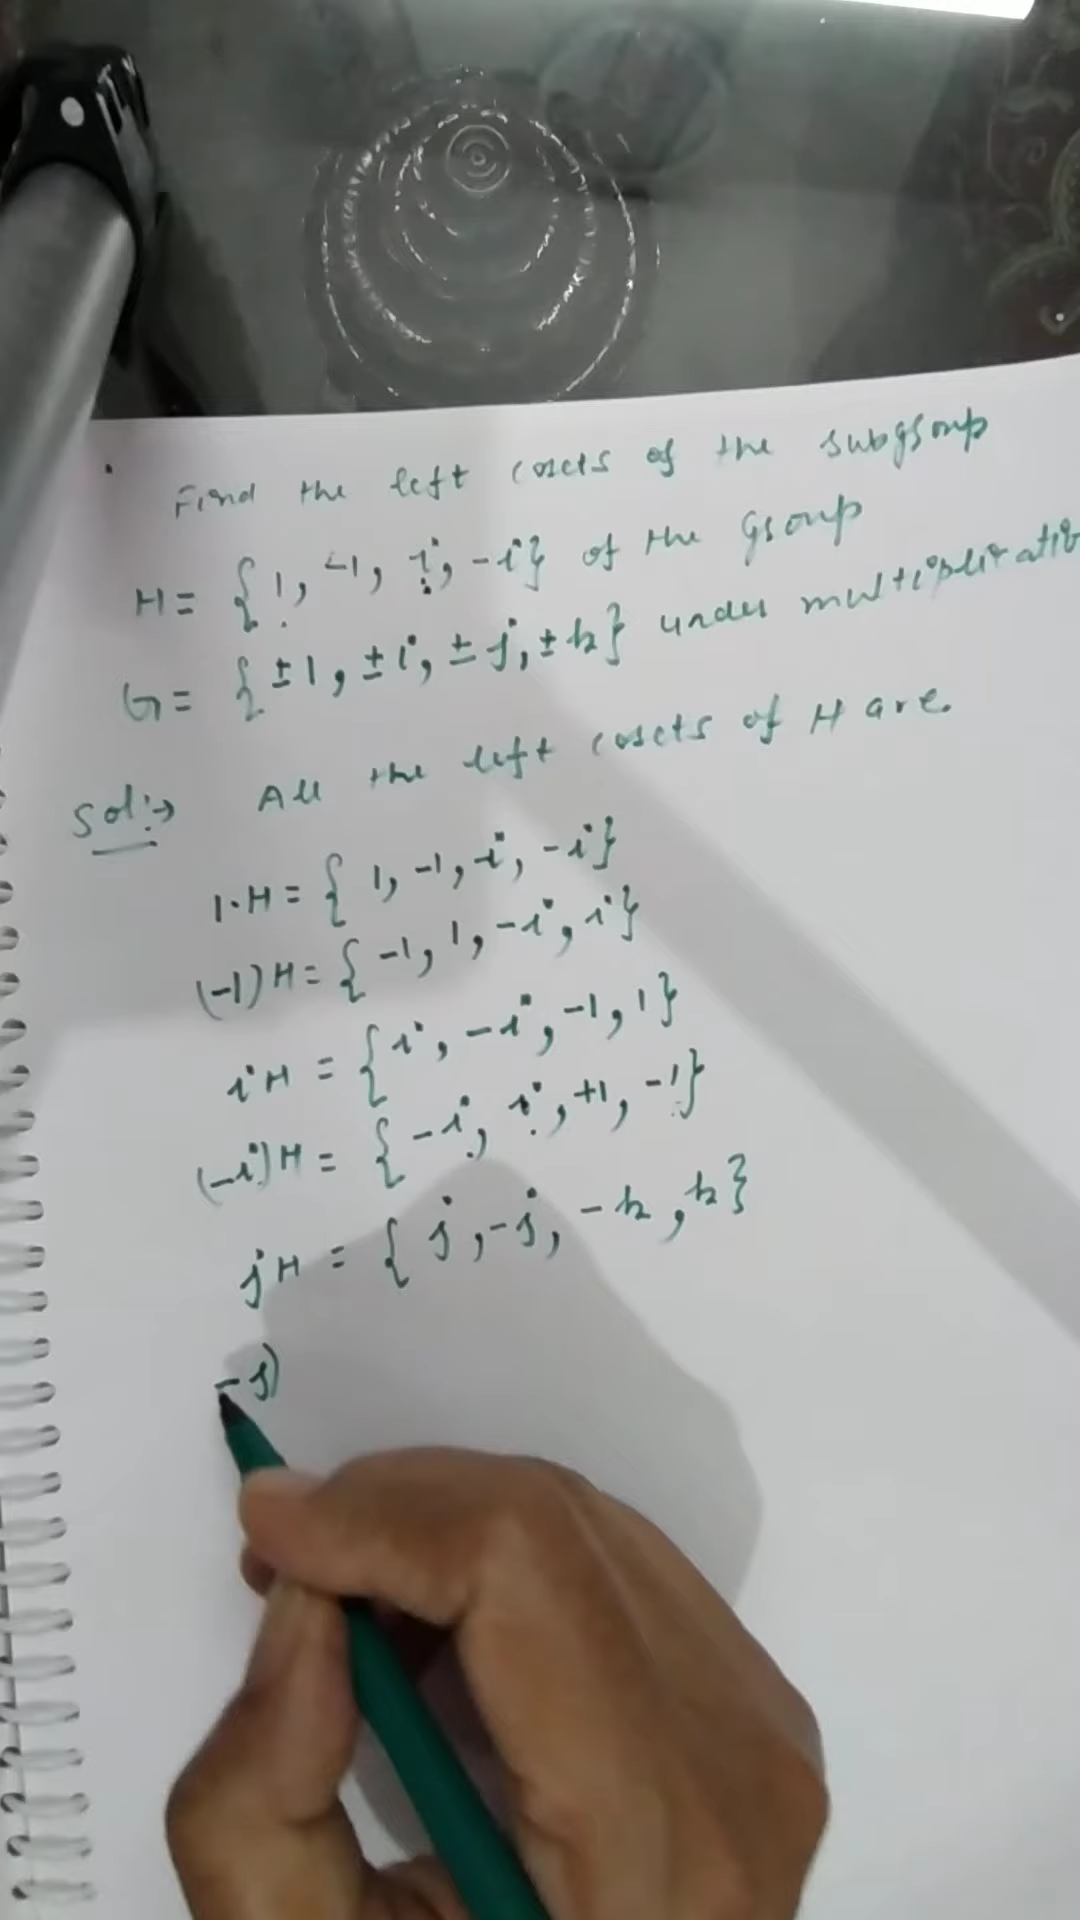 Find the left cosets of the subgroup
H = { 1, -1, i, -i } of the Group
G = { ±1, ±i, ±j, ±k } under multiplicatio
Sol:→ All the left cosets of H are.
1·H = { 1, -1, i, -i }
(-1)H = { -1, 1, -i, i }
iH = { i, -i, -1, 1 }
(-i)H = { -i, i, +1, -1 }
jH = { j, -j, -k, k }
-j)